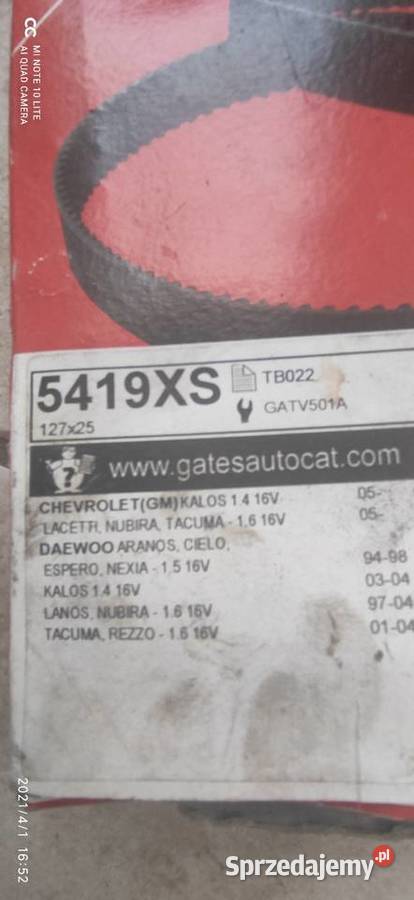 MI NOTE 10 LITE
AI QUAD CAMERA
5419XS
TB022
GATV501A
127x25
?
www.gatesautocat.com
CHEVROLET(GM)KALOS 1.4 16V 05-
LACETTI, NUBIRA, TACUMA - 1.6 16V 05-
DAEWOO ARANOS, CIELO,
ESPERO, NEXIA - 1.5 16V 94-98
KALOS 1.4 16V 03-04
LANOS, NUBIRA - 1.6 16V 97-04
TACUMA, REZZO - 1.6 16V 01-04
2021/4/1 16:52
Sprzedajemy.pl